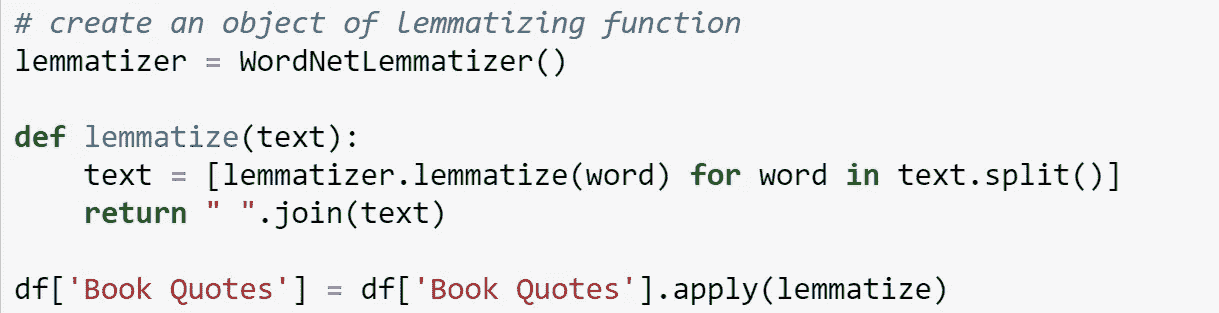 # create an object of lemmatizing function
lemmatizer = WordNetLemmatizer()
def lemmatize(text):
    text = [lemmatizer.lemmatize(word) for word in text.split()]
    return " ".join(text)
df['Book Quotes'] = df['Book Quotes'].apply(lemmatize)